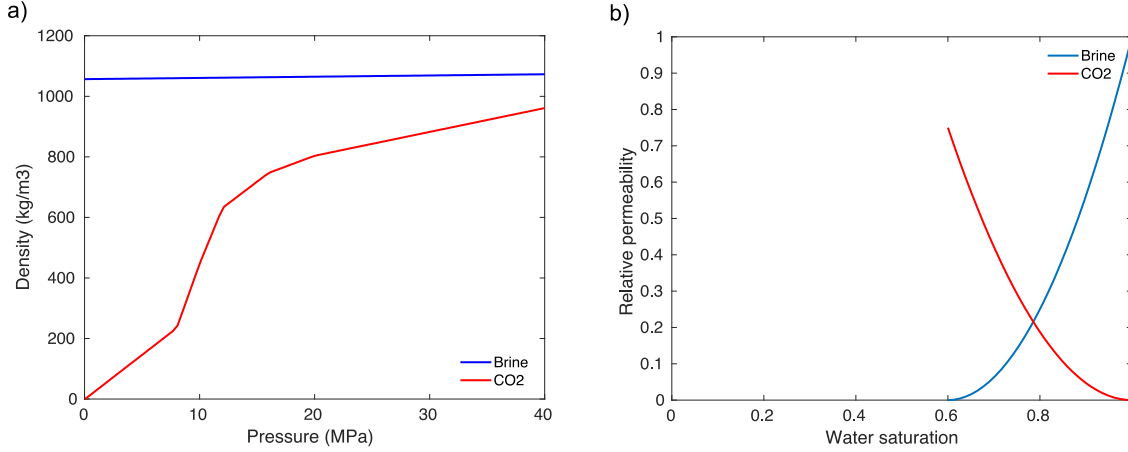 a)
1200
1000
800
600
400
200
0
Density (kg/m3)
0 10 20 30 40
Pressure (MPa)
Brine
CO2
b)
1
0.9
0.8
0.7
0.6
0.5
0.4
0.3
0.2
0.1
0
Relative permeability
0 0.2 0.4 0.6 0.8
Water saturation
Brine
CO2